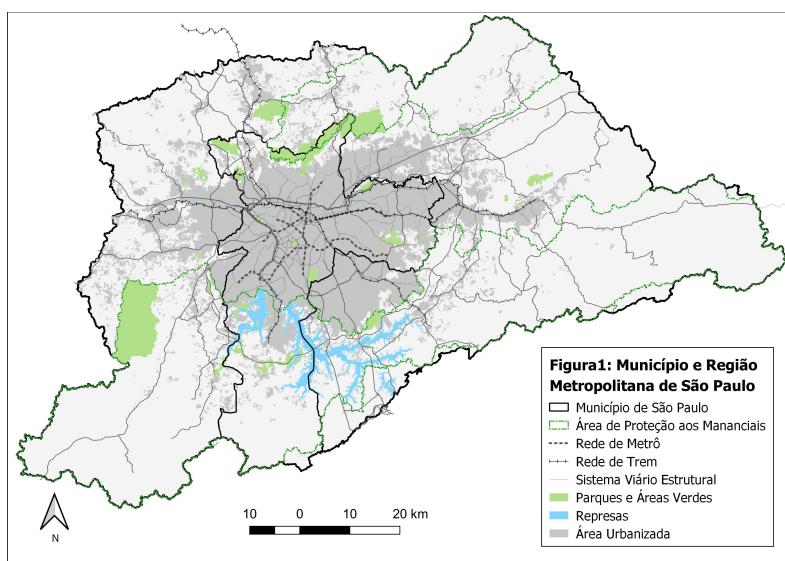 Figura1: Município e Região
Metropolitana de São Paulo
Município de São Paulo
Área de Proteção aos Mananciais
Rede de Metrô
Rede de Trem
Sistema Viário Estrutural
Parques e Áreas Verdes
Represas
Área Urbanizada
N
10 0 10 20 km